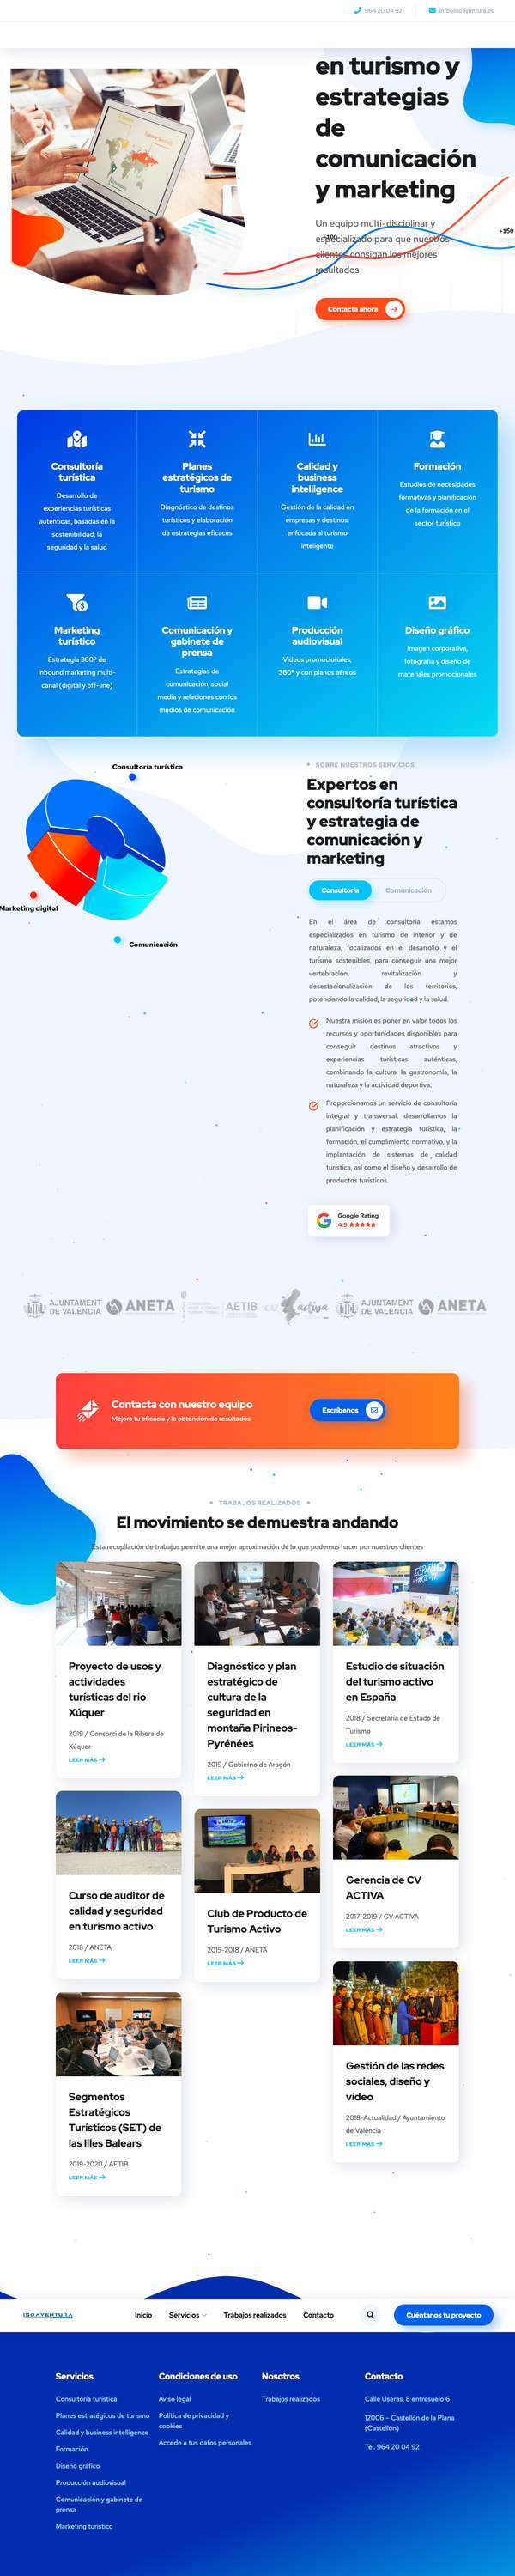 964 20 04 92
info@isoaventura.es
en turismo y
estrategias
de
comunicación
y marketing
Un equipo multi-disciplinar y
especializado para que nuestros
clientes consigan los mejores
resultados
+100
+150
Contacta ahora
Consultoría
turística
Desarrollo de
experiencias turísticas
auténticas, basadas en la
sostenibilidad, la
seguridad y la salud
Planes
estratégicos de
turismo
Diagnóstico de destinos
turísticos y elaboración
de estrategias eficaces
Calidad y
business
intelligence
Gestión de la calidad en
empresas y destinos,
enfocada al turismo
inteligente
Formación
Estudios de necesidades
formativas y planificación
de la formación en el
sector turístico
Marketing
turístico
Estrategia 360º de
inbound marketing multi-
canal (digital y off-line)
Comunicación y
gabinete de
prensa
Estrategias de
comunicación, social
media y relaciones con los
medios de comunicación
Producción
audiovisual
Vídeos promocionales,
360º y con planos aéreos
Diseño gráfico
Imagen corporativa,
fotografía y diseño de
materiales promocionales
Consultoría turística
Marketing digital
Comunicación
SOBRE NUESTROS SERVICIOS
Expertos en
consultoría turística
y estrategia de
comunicación y
marketing
Consultoría
Comunicación
En el área de consultoría estamos
especializados en turismo de interior y de
naturaleza, focalizados en el desarrollo y el
turismo sostenibles, para conseguir una mejor
vertebración, revitalización y
desestacionalización de los territorios,
potenciando la calidad, la seguridad y la salud.
Nuestra misión es poner en valor todos los
recursos y oportunidades disponibles para
conseguir destinos atractivos y
experiencias turísticas auténticas,
combinando la cultura, la gastronomía, la
naturaleza y la actividad deportiva.
Proporcionamos un servicio de consultoría
integral y transversal, desarrollamos la
planificación y estrategia turística, la
formación, el cumplimiento normativo, y la
implantación de sistemas de calidad
turística, así como el diseño y desarrollo de
productos turísticos.
Google Rating
4.9
AJUNTAMENT
DE VALÈNCIA
ANETA
AETIB
CV activa
AJUNTAMENT
DE VALÈNCIA
ANETA
Contacta con nuestro equipo
Mejora tu eficacia y la obtención de resultados
Escríbenos
TRABAJOS REALIZADOS
El movimiento se demuestra andando
Esta recopilación de trabajos permite una mejor aproximación de lo que podemos hacer por nuestros clientes
Proyecto de usos y
actividades
turísticas del rio
Xúquer
2019 / Consorci de la Ribera de
Xúquer
LEER MÁS
Diagnóstico y plan
estratégico de
cultura de la
seguridad en
montaña Pirineos-
Pyrénées
2019 / Gobierno de Aragón
LEER MÁS
Estudio de situación
del turismo activo
en España
2018 / Secretaría de Estado de
Turismo
LEER MÁS
Curso de auditor de
calidad y seguridad
en turismo activo
2018 / ANETA
LEER MÁS
Club de Producto de
Turismo Activo
2015-2018 / ANETA
LEER MÁS
Gerencia de CV
ACTIVA
2017-2019 / CV ACTIVA
LEER MÁS
Segmentos
Estratégicos
Turísticos (SET) de
las Illes Balears
2019-2020 / AETIB
LEER MÁS
Gestión de las redes
sociales, diseño y
vídeo
2018-Actualidad / Ayuntamiento
de València
LEER MÁS
ISOAVENTURA
Inicio
Servicios
Trabajos realizados
Contacto
Cuéntanos tu proyecto
Servicios
Consultoría turística
Planes estratégicos de turismo
Calidad y business intelligence
Formación
Diseño gráfico
Producción audiovisual
Comunicación y gabinete de
prensa
Marketing turístico
Condiciones de uso
Aviso legal
Política de privacidad y
cookies
Accede a tus datos personales
Nosotros
Trabajos realizados
Contacto
Calle Useras, 8 entresuelo 6
12006 – Castellón de la Plana
(Castellón)
Tel. 964 20 04 92